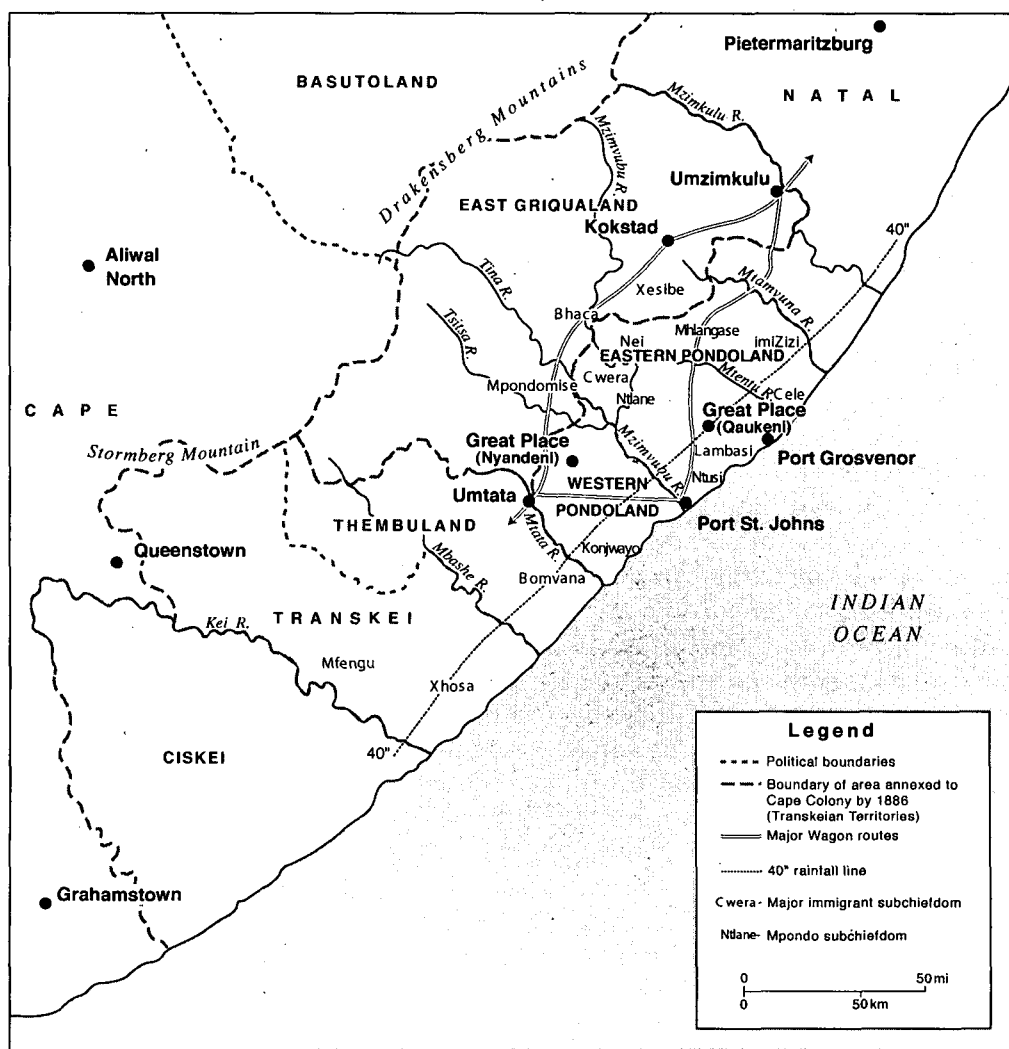 Pietermaritzburg
BASUTOLAND
NATAL
Drakensberg Mountains
Mzimkulu R.
Mzimvubu R.
Umzimkulu
EAST GRIQUALAND
Kokstad
40"
Aliwal
North
Tina R.
Xesibe
Mtamvuna R.
Tsitsa R.
Bhaca
Mhlangase
Nei
imiZizi
EASTERN PONDOLAND
Cwera
Mpondomise
Mientu R.
Cele
Ntlane
CAPE
Great Place
(Qaukeni)
Stormberg Mountain
Great Place
(Nyandeni)
Mzimvubu R.
Lambasi
Port Grosvenor
WESTERN
Ntusi
Umtata
PONDOLAND
Port St. Johns
THEMBULAND
Mtata R.
Queenstown
Konjwayo
Mbashe R.
Bomvana
TRANSKEI
INDIAN
OCEAN
Kei R.
Mfengu
Xhosa
40"
CISKEI
Grahamstown
Legend
Political boundaries
Boundary of area annexed to
Cape Colony by 1886
(Transkeian Territories)
Major Wagon routes
40" rainfall line
Cwera - Major immigrant subchiefdom
Ntlane- Mpondo subchiefdom
0 50 mi
0 50 km